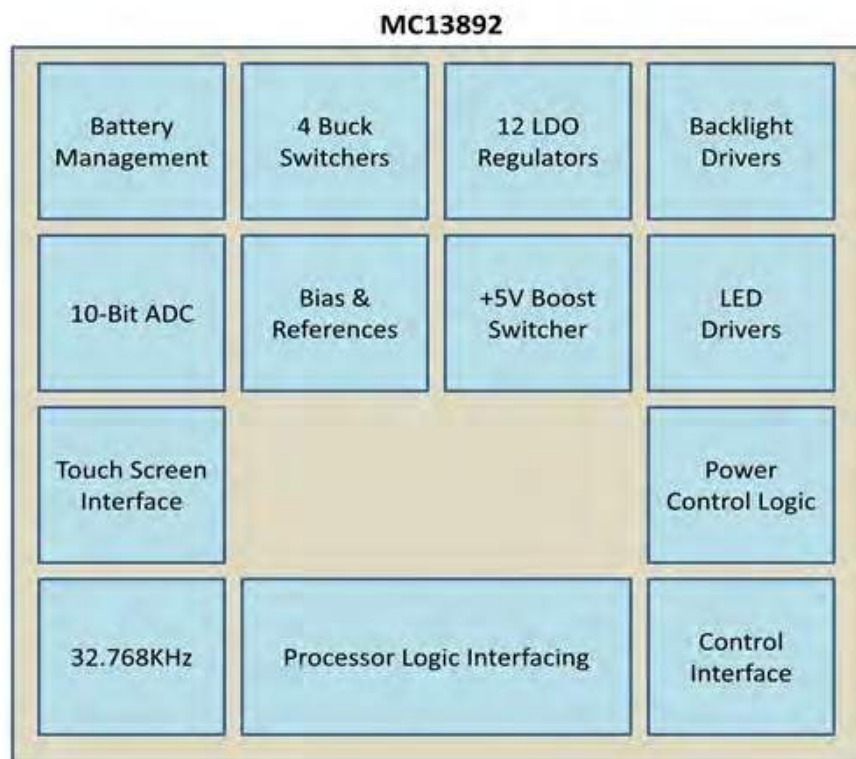 MC13892
Battery
Management
4 Buck
Switchers
12 LDO
Regulators
Backlight
Drivers
10-Bit ADC
Bias &
References
+5V Boost
Switcher
LED
Drivers
Touch Screen
Interface
Power
Control Logic
32.768KHz
Processor Logic Interfacing
Control
Interface